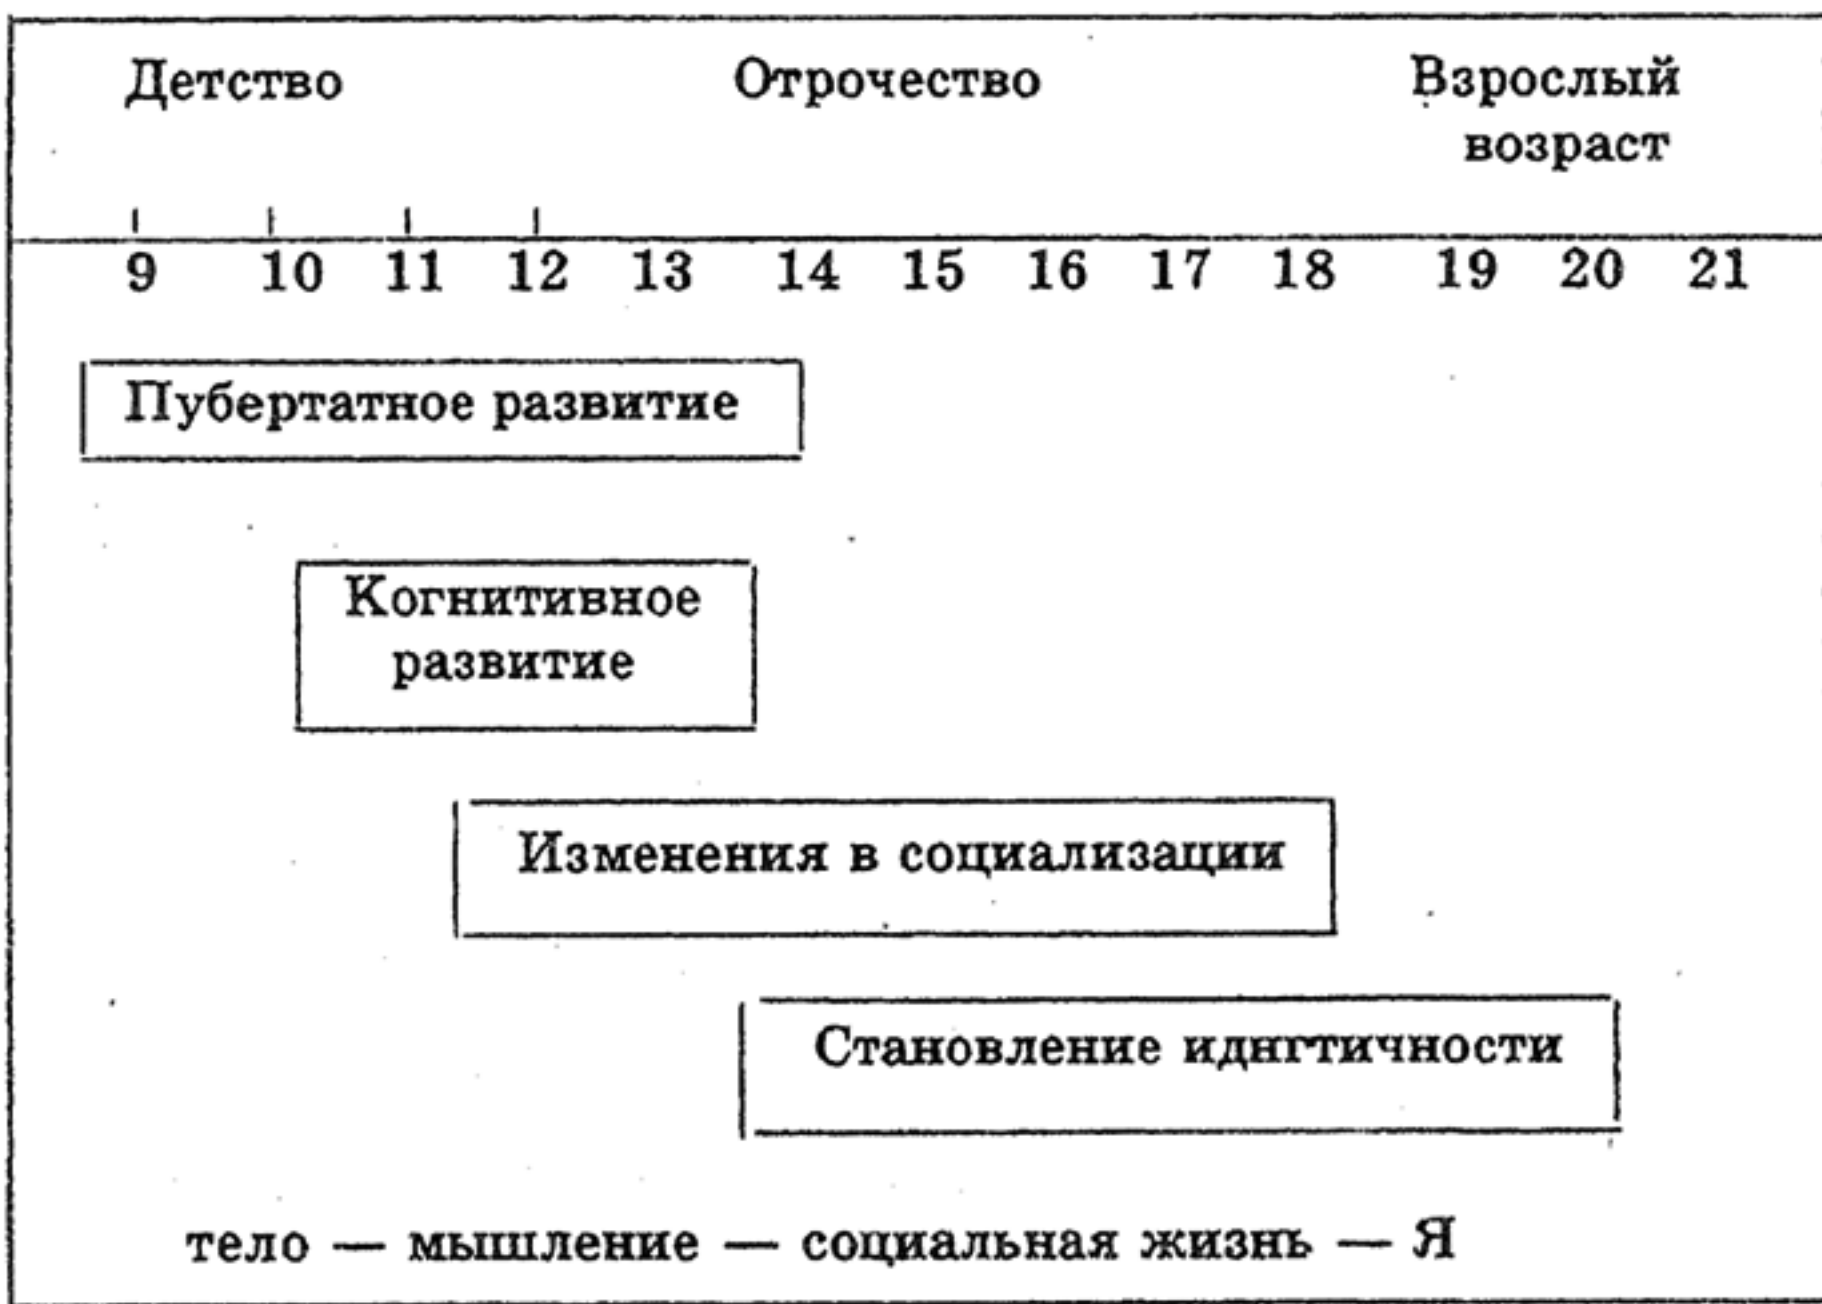 Детство Отрочество Взрослый
возраст
9 10 11 12 13 14 15 16 17 18 19 20 21
Пубертатное развитие
Когнитивное
развитие
Изменения в социализации
Становление иднгтичности
тело — мышление — социальная жизнь — Я